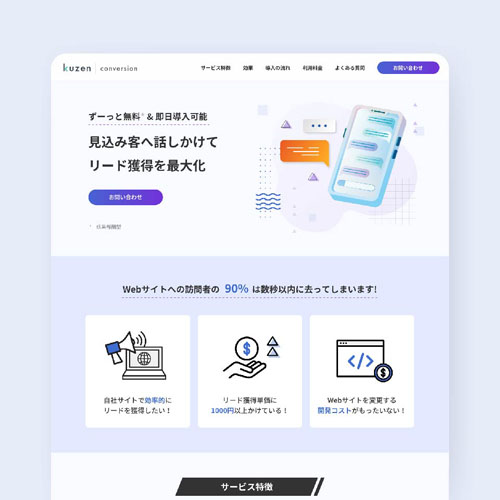 kuzen | conversion
サービス特徴 効果 導入の流れ 利用料金 よくある質問 お問い合わせ
ずーっと無料※ & 即日導入可能
見込み客へ話しかけて
リード獲得を最大化
お問い合わせ
Webサイトへの訪問者の 90% は数秒以内に去ってしまいます!
自社サイトで効率的に
リードを獲得したい！
リード獲得単価に
1000円以上かけている！
Webサイトを変更する
開発コストがもったいない！
サービス特徴